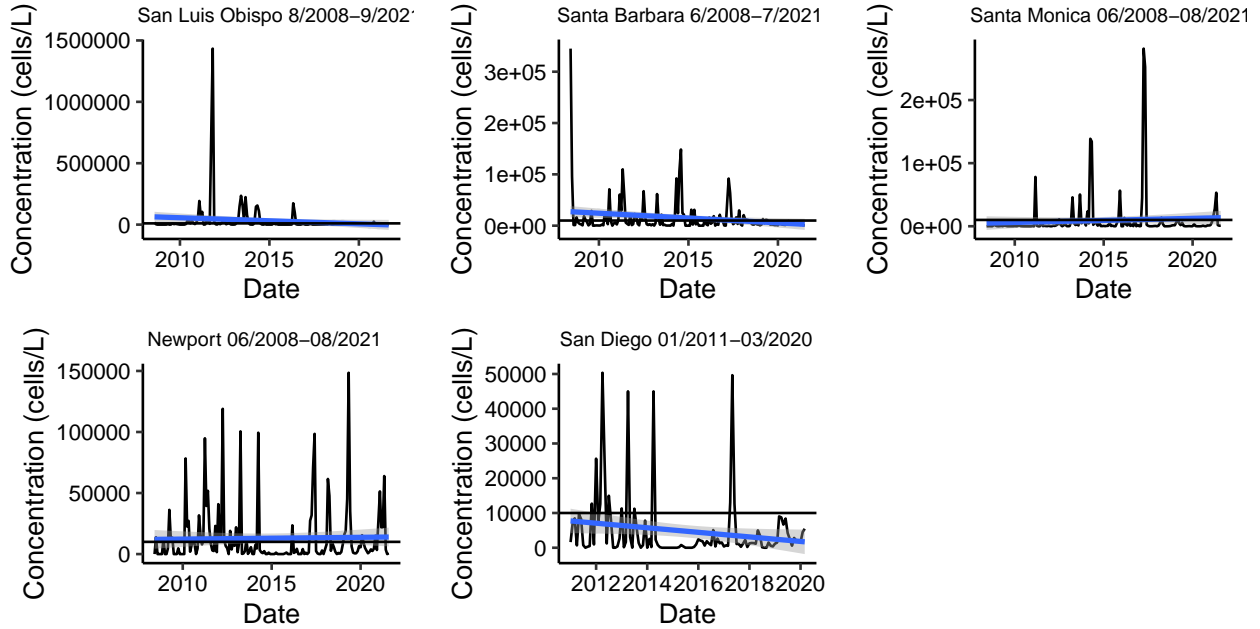 San Luis Obispo 8/2008−9/2021
Concentration (cells/L)
1500000
1000000
500000
0
2010
2015
2020
Date
Santa Barbara 6/2008−7/2021
Concentration (cells/L)
3e+05
2e+05
1e+05
0e+00
2010
2015
2020
Date
Santa Monica 06/2008−08/2021
Concentration (cells/L)
2e+05
1e+05
0e+00
2010
2015
2020
Date
Newport 06/2008−08/2021
Concentration (cells/L)
150000
100000
50000
0
2010
2015
2020
Date
San Diego 01/2011−03/2020
Concentration (cells/L)
50000
40000
30000
20000
10000
0
2012
2014
2016
2018
2020
Date